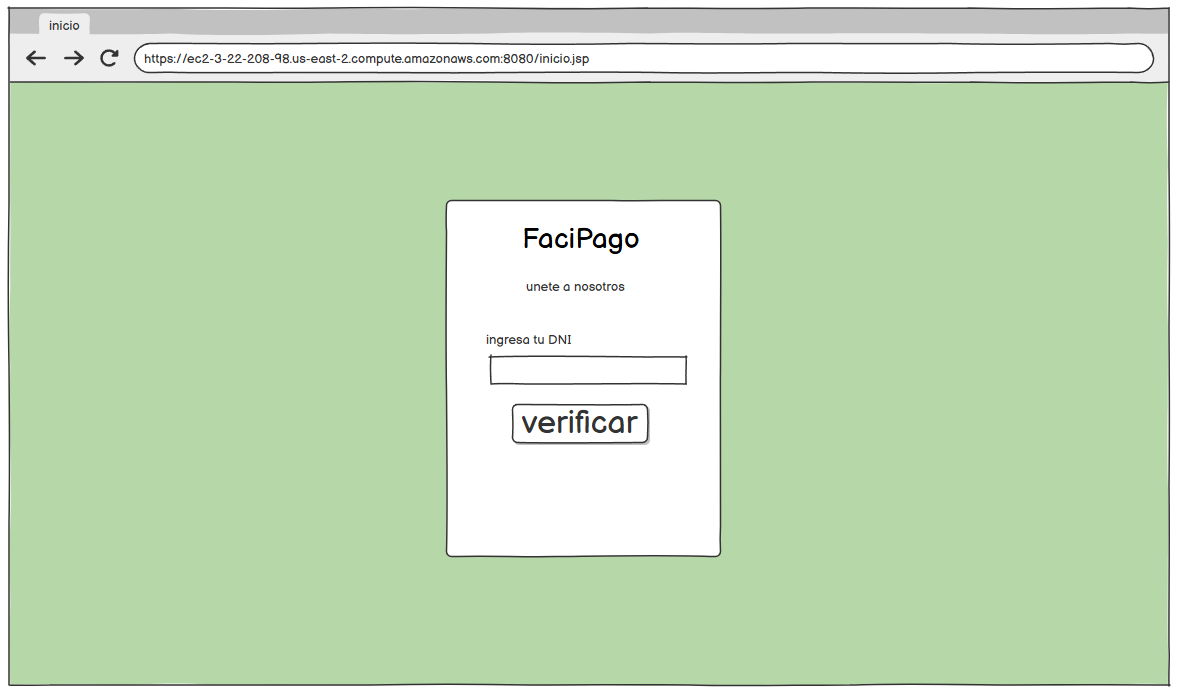 inicio
https://ec2-3-22-208-98.us-east-2.compute.amazonaws.com:8080/inicio.jsp
FaciPago
unete a nosotros
ingresa tu DNI
verificar